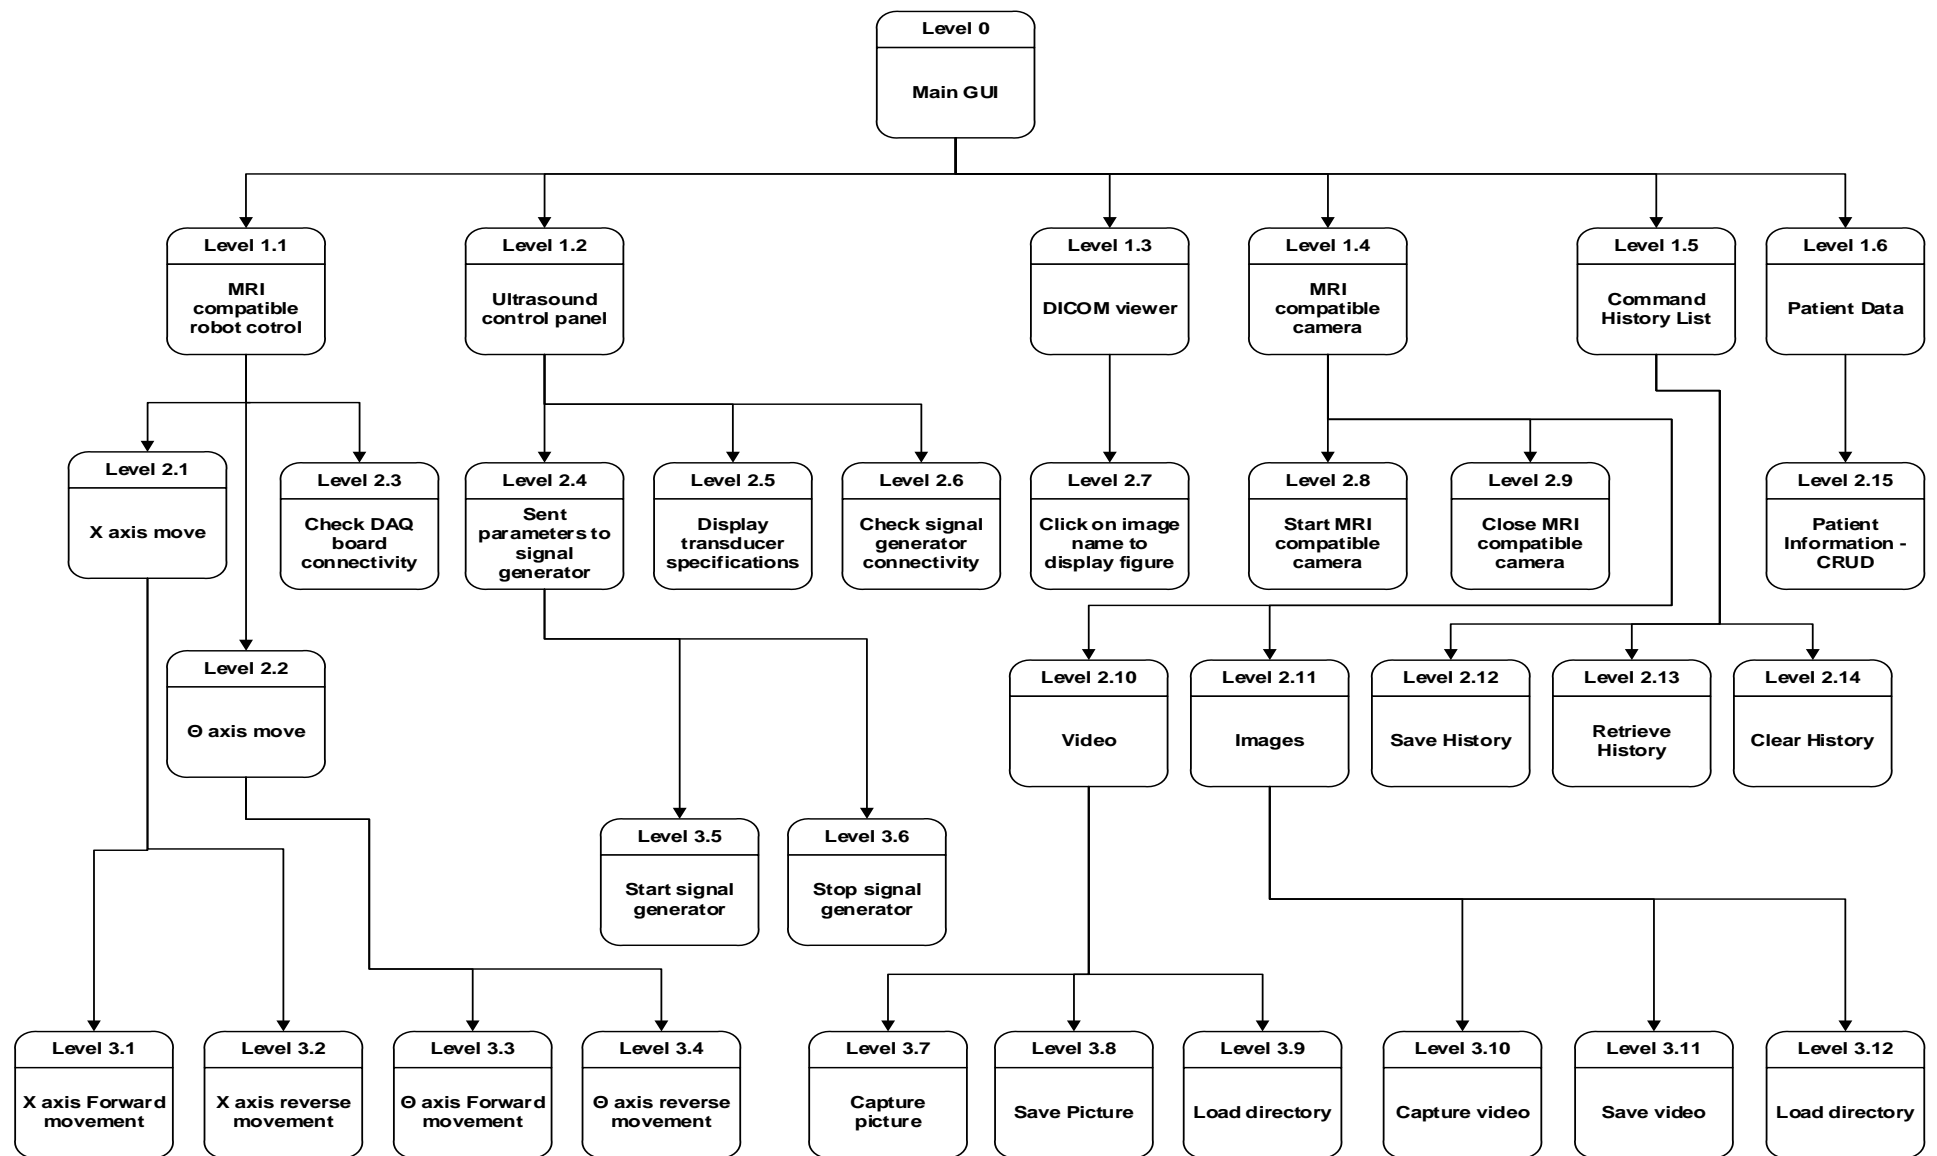 Level 0
Main GUI
Level 1.1
MRI
compatible
robot cotrol
Level 1.2
Ultrasound
control panel
Level 1.3
DICOM viewer
Level 1.4
MRI
compatible
camera
Level 1.5
Command
History List
Level 1.6
Patient Data
Level 2.1
X axis move
Level 2.3
Check DAQ
board
connectivity
Level 2.4
Sent
parameters to
signal
generator
Level 2.5
Display
transducer
specifications
Level 2.6
Check signal
generator
connectivity
Level 2.7
Click on image
name to
display figure
Level 2.8
Start MRI
compatible
camera
Level 2.9
Close MRI
compatible
camera
Level 2.15
Patient
Information -
CRUD
Level 2.2
Θ axis move
Level 2.10
Video
Level 2.11
Images
Level 2.12
Save History
Level 2.13
Retrieve
History
Level 2.14
Clear History
Level 3.5
Start signal
generator
Level 3.6
Stop signal
generator
Level 3.1
X axis Forward
movement
Level 3.2
X axis reverse
movement
Level 3.3
Θ axis Forward
movement
Level 3.4
Θ axis reverse
movement
Level 3.7
Capture
picture
Level 3.8
Save Picture
Level 3.9
Load directory
Level 3.10
Capture video
Level 3.11
Save video
Level 3.12
Load directory